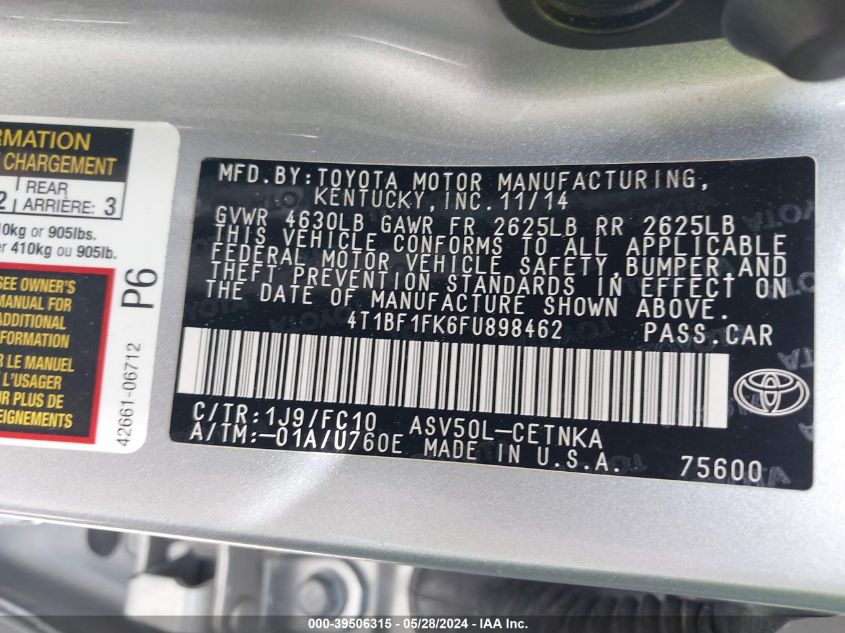 RMATION
CHARGEMENT
2
REAR
ARRIÈRE: 3
0kg or 905lbs.
er 410kg ou 905lb.
SEE OWNER'S
MANUAL FOR
ADDITIONAL
NFORMATION
R LE MANUEL
L'USAGER
R PLUS DE
SEIGNEMENTS
P6
42661-06712
MFD.BY:TOYOTA MOTOR MANUFACTURING,
KENTUCKY, INC. 11/14
GVWR 4630LB GAWR FR 2625LB RR 2625LB
THIS VEHICLE CONFORMS TO ALL APPLICABLE
FEDERAL MOTOR VEHICLE SAFETY, BUMPER, AND
THEFT PREVENTION STANDARDS IN EFFECT ON
THE DATE OF MANUFACTURE SHOWN ABOVE.
4T1BF1FK6FU898462 PASS.CAR
C/TR:1J9/FC10 ASV50L-CETNKA
A/TM:-01A/U760E MADE IN U.S.A. 75600
000-39506315 - 05/28/2024 - IAA Inc.